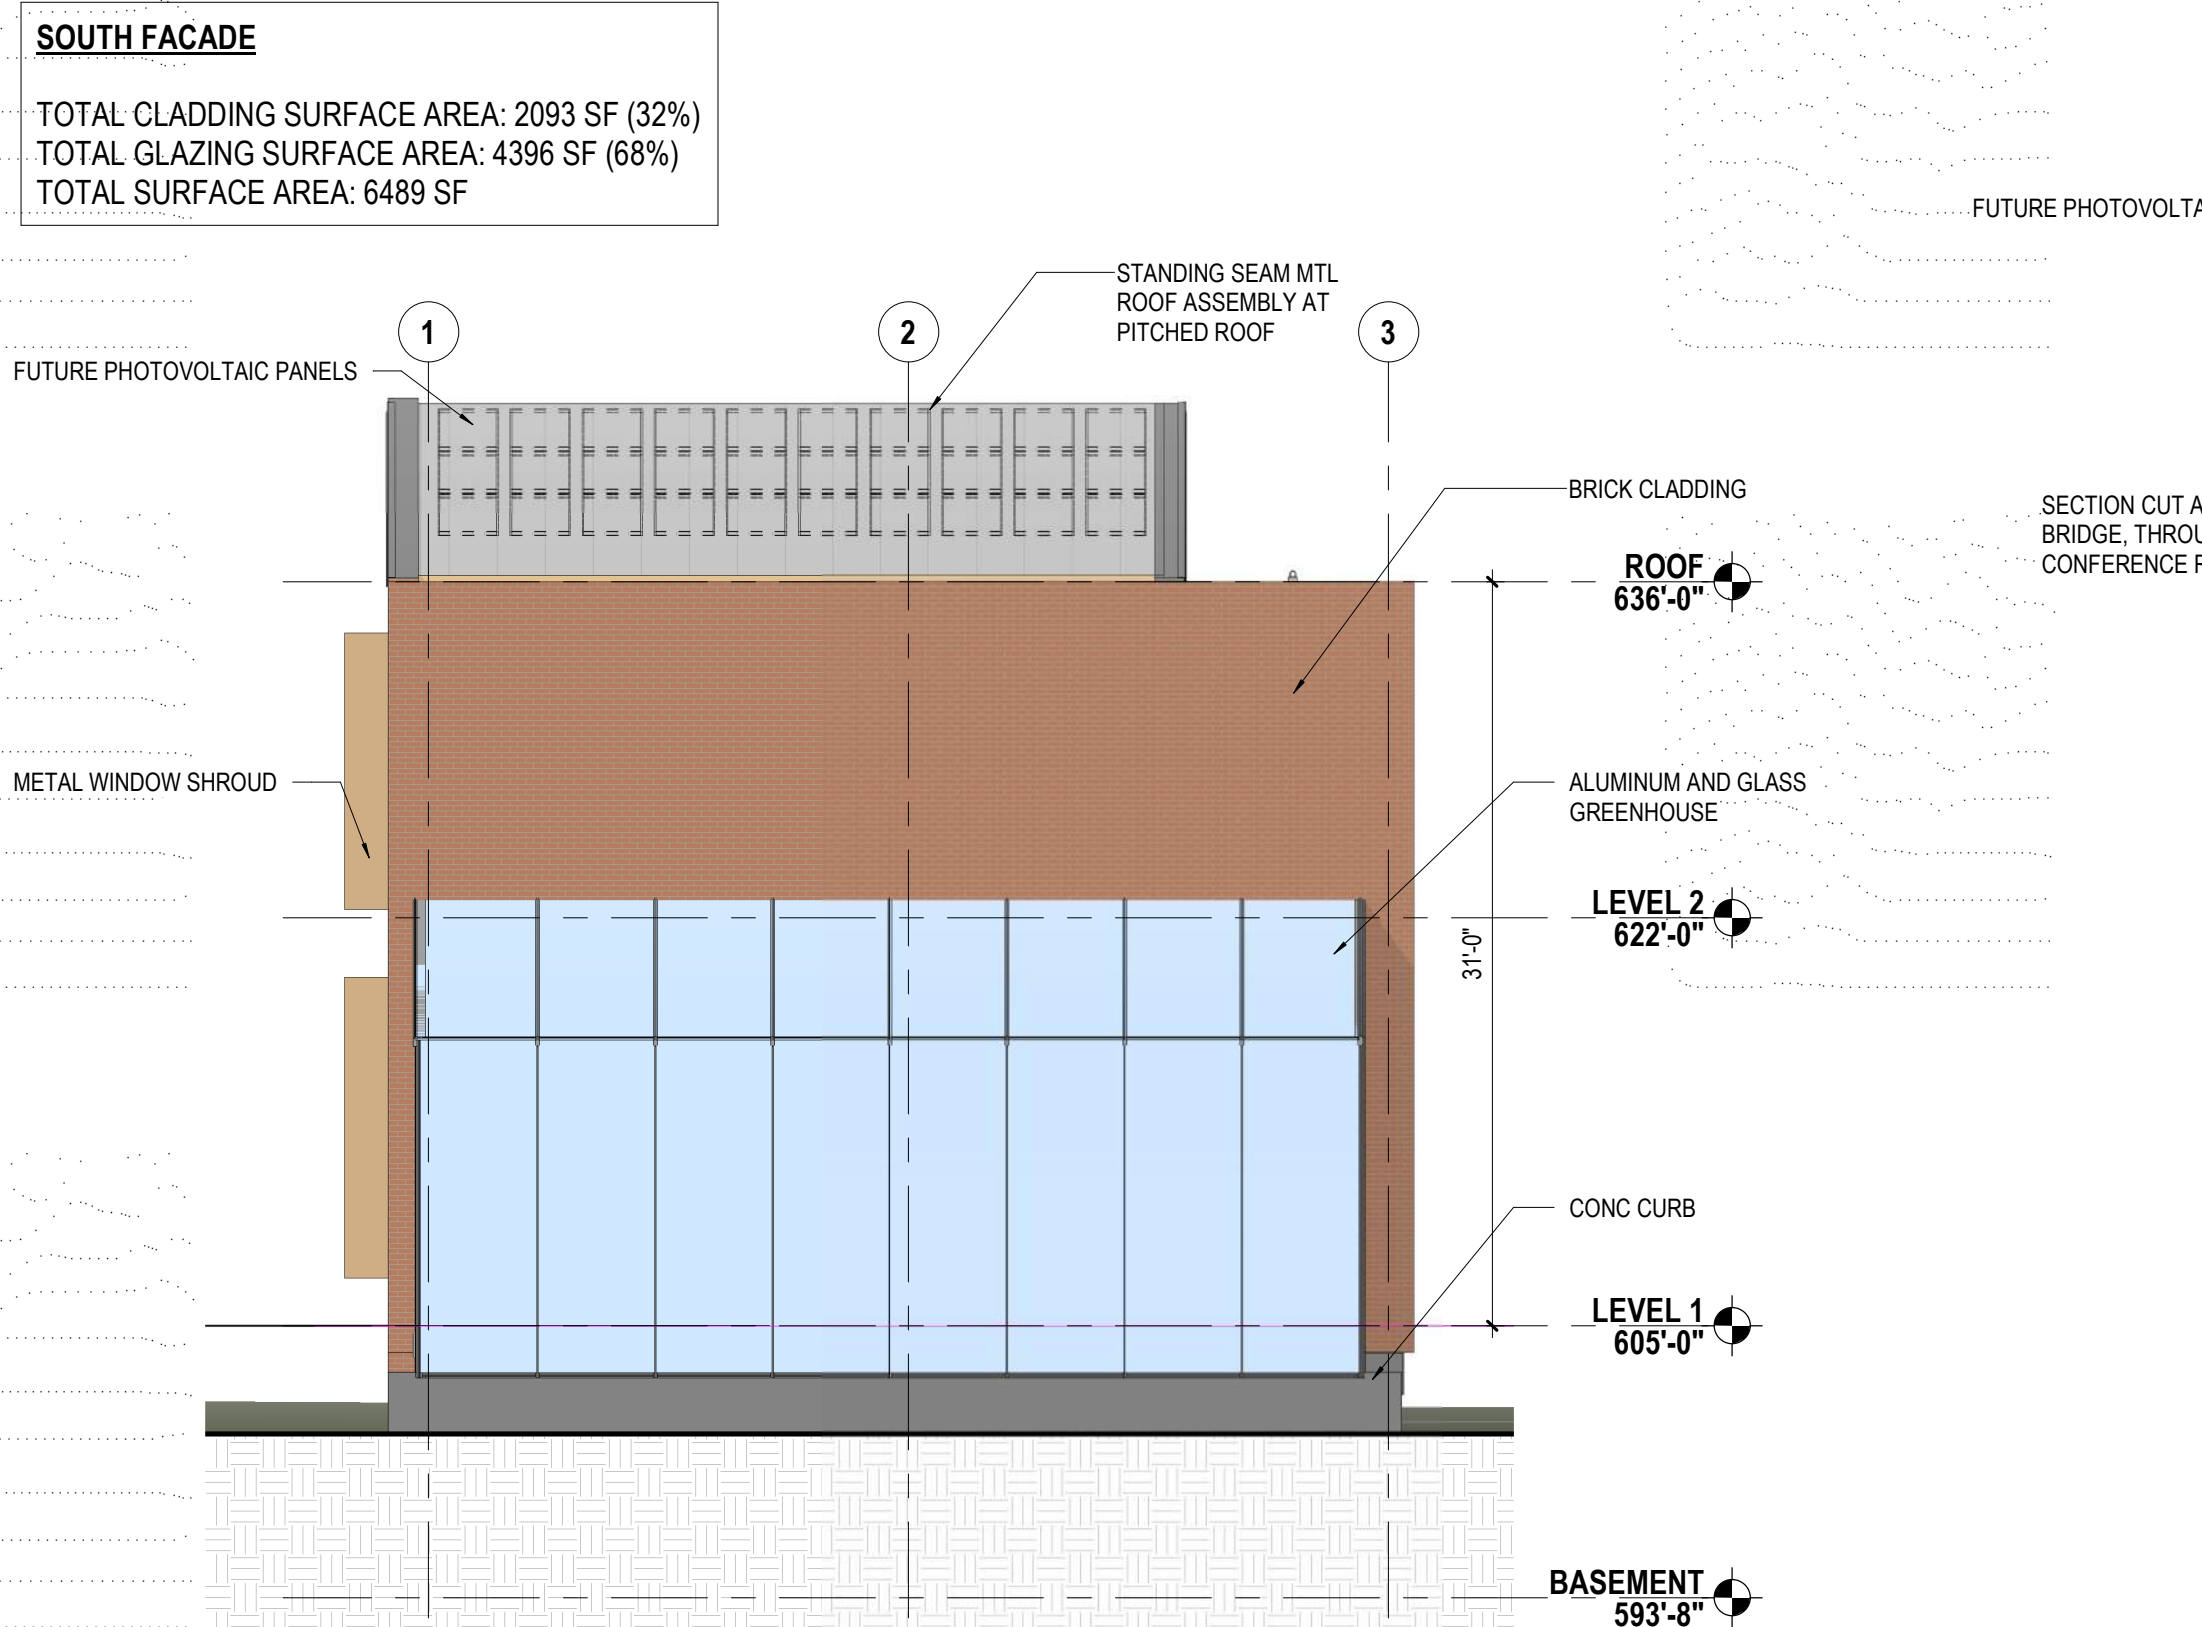 SOUTH FACADE
TOTAL CLADDING SURFACE AREA: 2093 SF (32%)
TOTAL GLAZING SURFACE AREA: 4396 SF (68%)
TOTAL SURFACE AREA: 6489 SF
FUTURE PHOTOVOLTA
STANDING SEAM MTL
ROOF ASSEMBLY AT
PITCHED ROOF
1
2
3
FUTURE PHOTOVOLTAIC PANELS
BRICK CLADDING
SECTION CUT A
BRIDGE, THROU
CONFERENCE
ROOF
636'-0"
METAL WINDOW SHROUD
ALUMINUM AND GLASS
GREENHOUSE
LEVEL 2
622'-0"
31'-0"
CONC CURB
LEVEL 1
605'-0"
BASEMENT
593'-8"